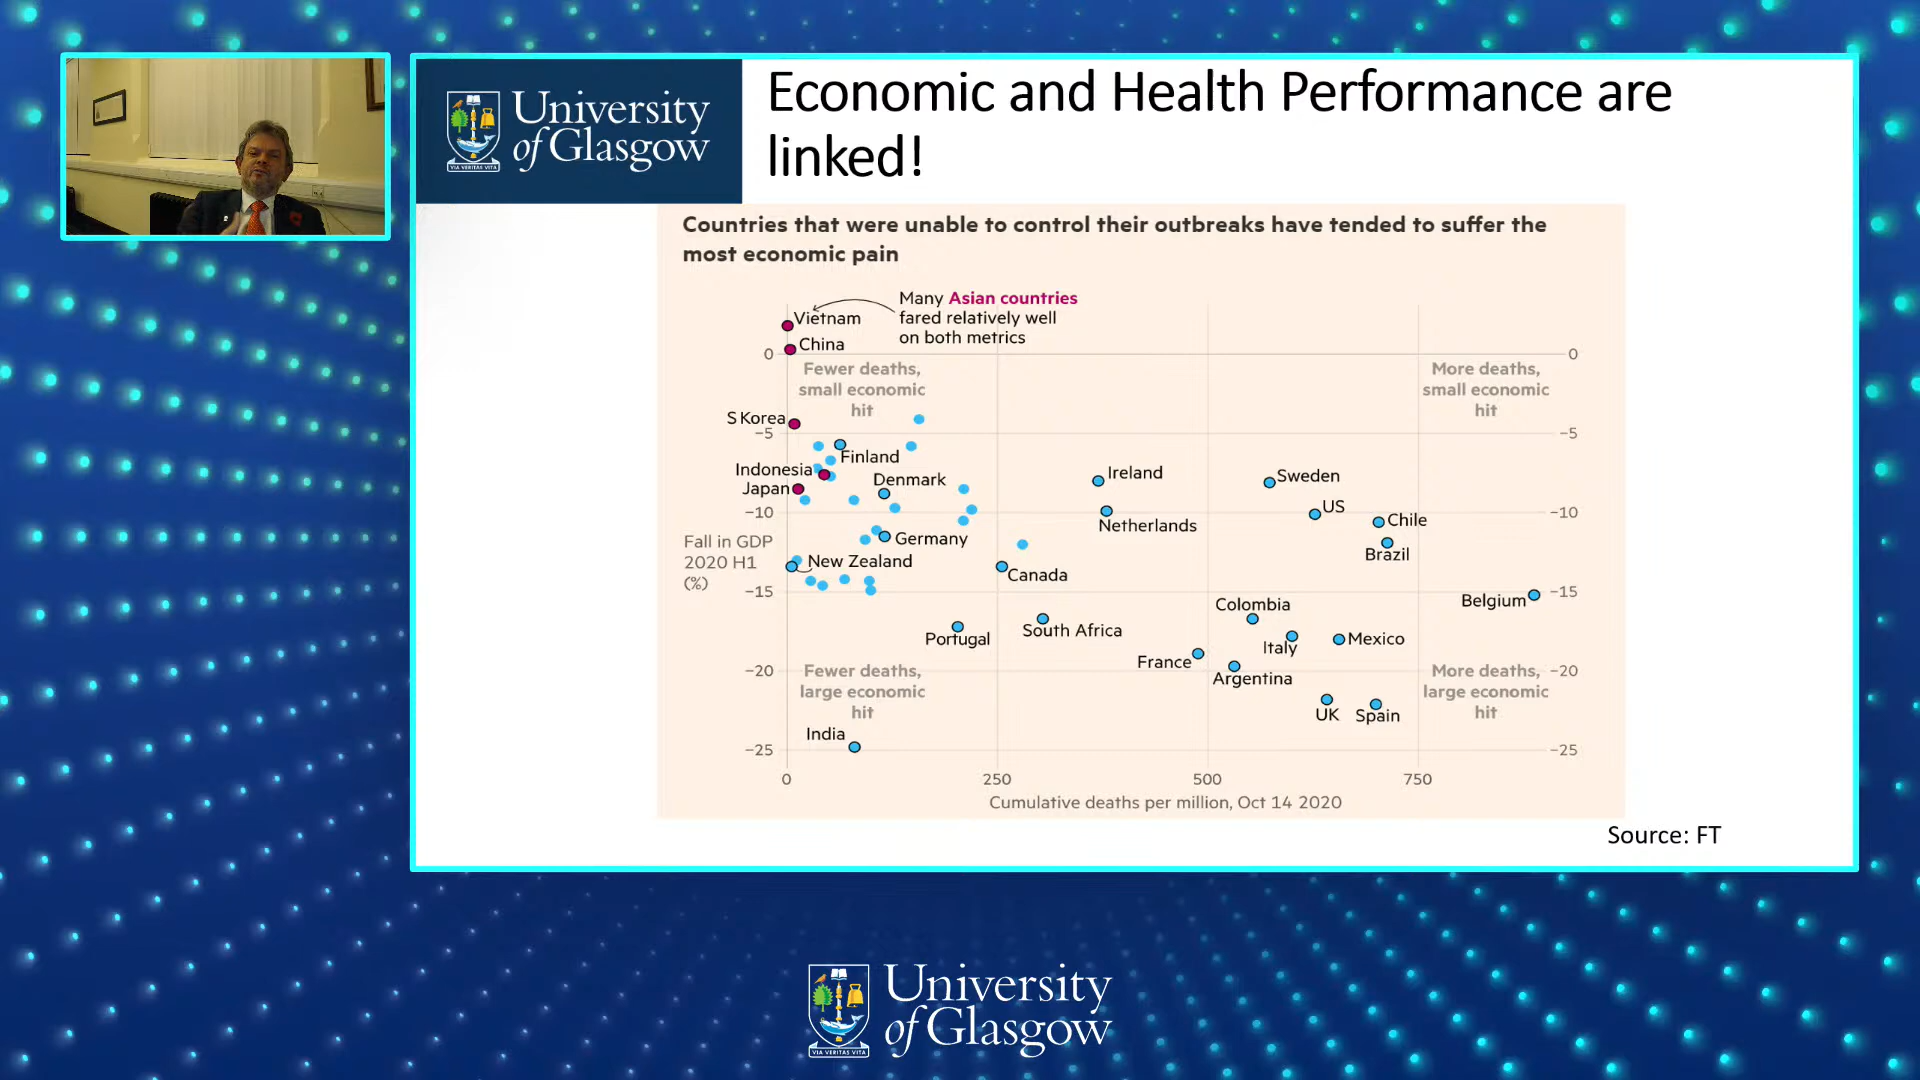 University
of Glasgow
VIA VERITAS VITA
Economic and Health Performance are
linked!
Countries that were unable to control their outbreaks have tended to suffer the
most economic pain
Many Asian countries
fared relatively well
on both metrics
Vietnam
China
0
0
Fewer deaths,
small economic
hit
More deaths,
small economic
hit
S Korea
−5
−5
Finland
Indonesia
Denmark
Japan
Ireland
Sweden
−10
−10
US
Chile
Netherlands
Brazil
Germany
Fall in GDP
2020 H1
(%)
New Zealand
Canada
−15
−15
Colombia
Belgium
Portugal
South Africa
Italy
Mexico
France
Argentina
−20
−20
Fewer deaths,
large economic
hit
More deaths,
large economic
hit
UK
Spain
India
−25
−25
0
250
500
750
Cumulative deaths per million, Oct 14 2020
Source: FT
University
of Glasgow
VIA VERITAS VITA